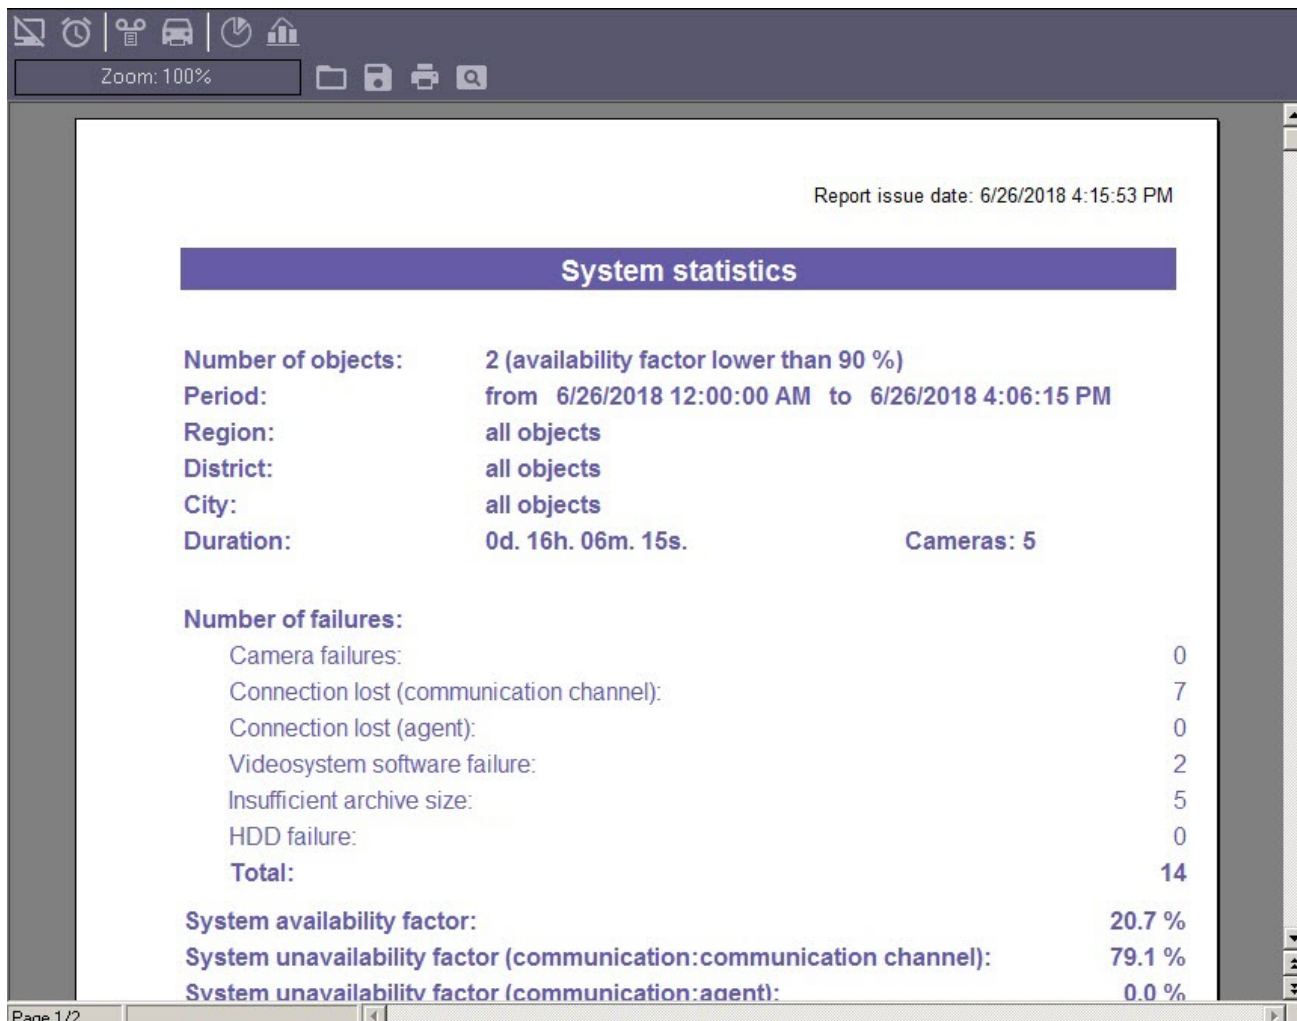 Zoom: 100%
Report issue date: 6/26/2018 4:15:53 PM
System statistics
Number of objects: 2 (availability factor lower than 90 %)
Period: from 6/26/2018 12:00:00 AM to 6/26/2018 4:06:15 PM
Region: all objects
District: all objects
City: all objects
Duration: 0d. 16h. 06m. 15s. Cameras: 5
Number of failures:
Camera failures: 0
Connection lost (communication channel): 7
Connection lost (agent): 0
Videosystem software failure: 2
Insufficient archive size: 5
HDD failure: 0
Total: 14
System availability factor: 20.7 %
System unavailability factor (communication:communication channel): 79.1 %
System unavailability factor (communication:agent): 0.0 %
Page 1/2